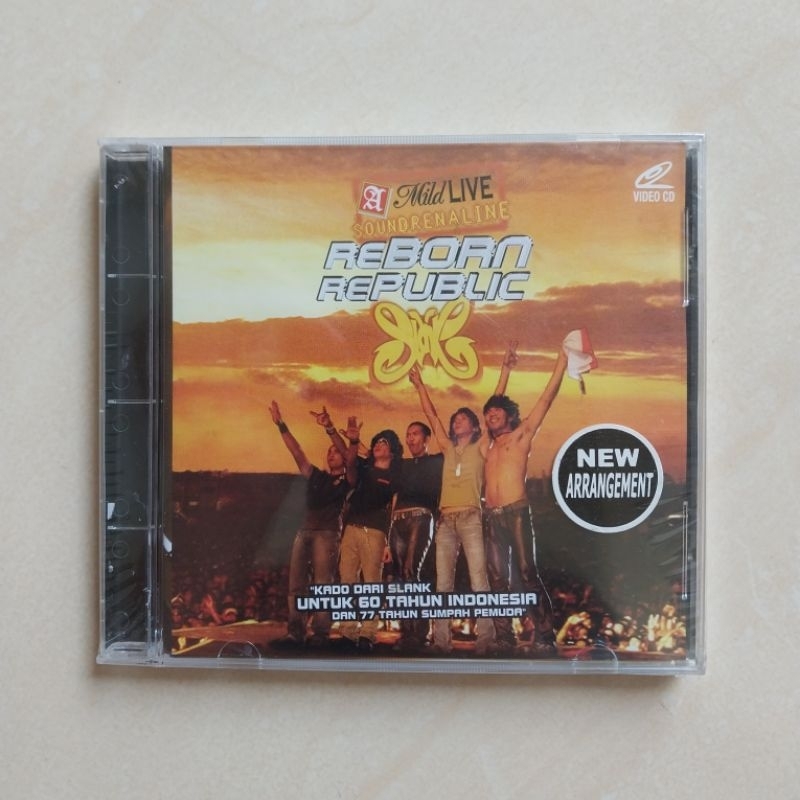 A Mild LIVE
SOUNDRENALINE
REBORN
REPUBLIC
Slank
VIDEO CD
NEW
ARRANGEMENT
"KADO DARI SLANK
UNTUK 60 TAHUN INDONESIA
DAN 77 TAHUN SUMPAH PEMUDA"